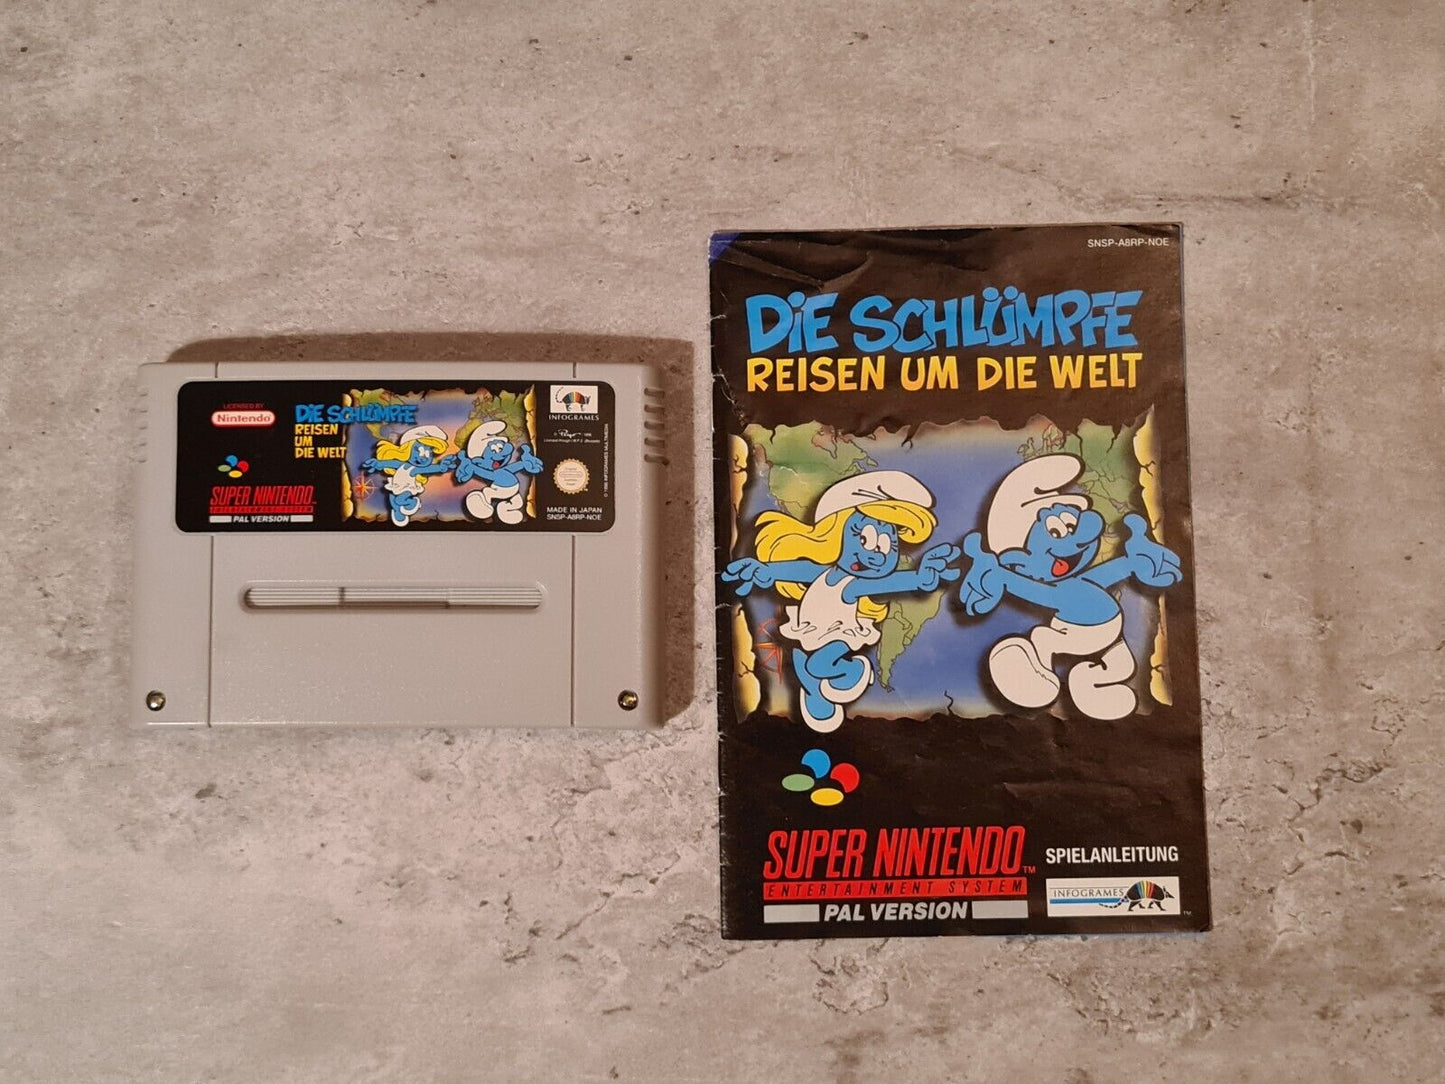 LICENSED BY
Nintendo
DIE SCHLÜMPFE
REISEN
UM
DIE WELT
INFOGRAMES
SUPER NINTENDO
ENTERTAINMENT SYSTEM
PAL VERSION
MADE IN JAPAN
SNSP-A8RP-NOE
SNSP-A8RP-NOE
DIE SCHLÜMPFE
REISEN UM DIE WELT
SUPER NINTENDO™
ENTERTAINMENT SYSTEM
PAL VERSION
SPIELANLEITUNG
INFOGRAMES
™